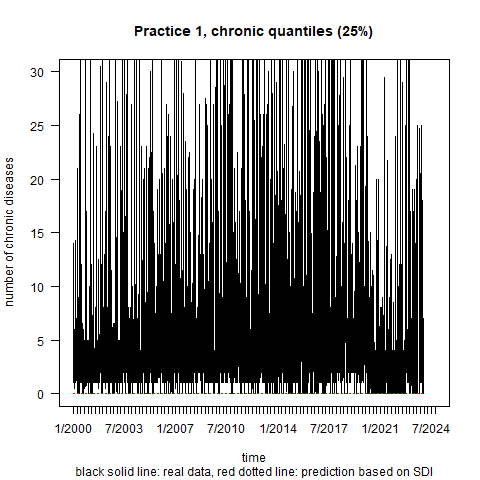 Practice 1, chronic quantiles (25%)
number of chronic diseases
30
25
20
15
10
5
0
1/2000 7/2003 1/2007 7/2010 1/2014 7/2017 1/2021 7/2024
time
black solid line: real data, red dotted line: prediction based on SDI